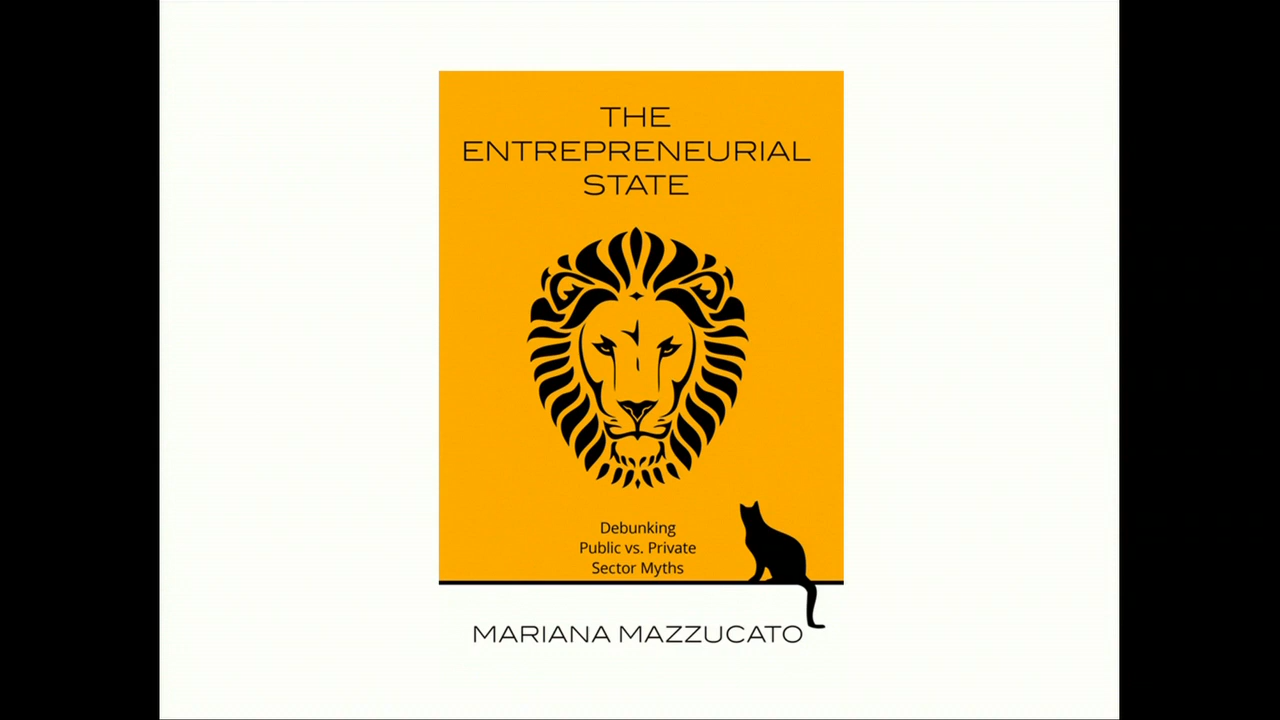 THE
ENTREPRENEURIAL
STATE
Debunking
Public vs. Private
Sector Myths
MARIANA MAZZUCATO